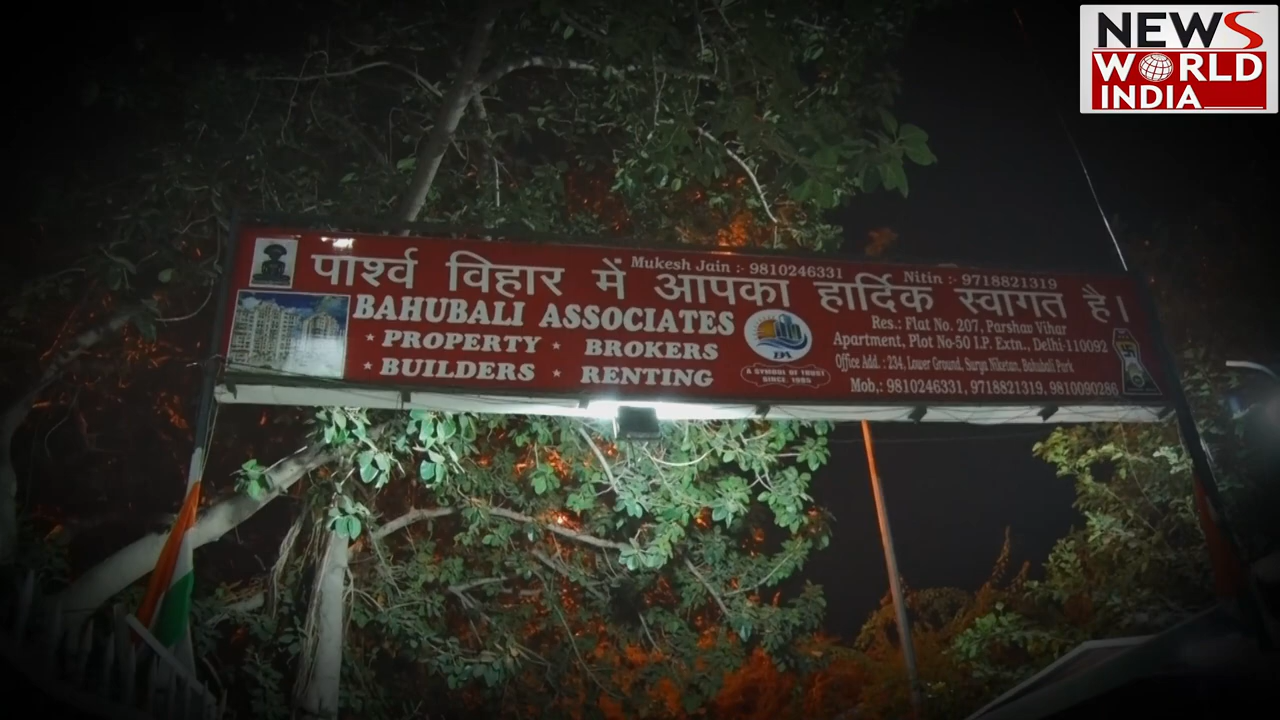 NEWS
WORLD
INDIA
Mukesh Jain :- 9810246331
Nitin :- 9718821319
पार्श्व विहार में आपका हार्दिक स्वागत है।
BAHUBALI ASSOCIATES
PROPERTY * BROKERS
* BUILDERS * RENTING
A SYMBOL OF TRUST
SINCE 1995
Res.: Flat No. 207, Parshav Vihar
Apartment, Plot No-50 I.P. Extn., Delhi-110092
Office Add. : 234, Lower Ground, Surya Niketan, Bahubali Park
Mob,: 9810246331, 9718821319, 9810090286